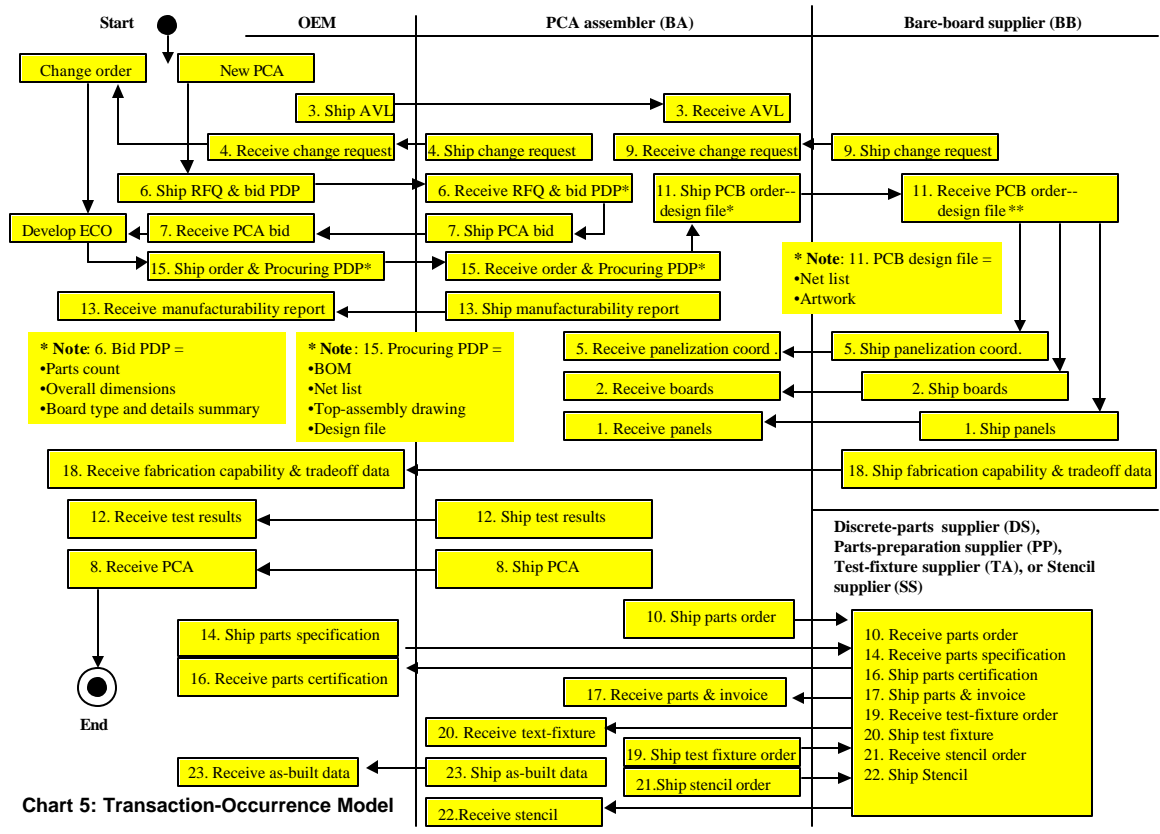 Start
OEM
PCA assembler (BA)
Bare-board supplier (BB)
Change order
New PCA
3. Ship AVL
3. Receive AVL
4. Receive change request
4. Ship change request
9. Receive change request
9. Ship change request
6. Ship RFQ & bid PDP
6. Receive RFQ & bid PDP*
11. Ship PCB order--
design file*
11. Receive PCB order--
design file**
Develop ECO
7. Receive PCA bid
7. Ship PCA bid
15. Ship order & Procuring PDP*
15. Receive order & Procuring PDP*
* Note: 11. PCB design file =
•Net list
•Artwork
13. Receive manufacturability report
13. Ship manufacturability report
* Note: 6. Bid PDP =
•Parts count
•Overall dimensions
•Board type and details summary
* Note: 15. Procuring PDP =
•BOM
•Net list
•Top-assembly drawing
•Design file
5. Receive panelization coord .
5. Ship panelization coord.
2. Receive boards
2. Ship boards
1. Receive panels
1. Ship panels
18. Receive fabrication capability & tradeoff data
18. Ship fabrication capability & tradeoff data
12. Receive test results
12. Ship test results
Discrete-parts supplier (DS),
Parts-preparation supplier (PP),
Test-fixture supplier (TA), or Stencil
supplier (SS)
8. Receive PCA
8. Ship PCA
10. Ship parts order
14. Ship parts specification
16. Receive parts certification
17. Receive parts & invoice
10. Receive parts order
14. Receive parts specification
16. Ship parts certification
17. Ship parts & invoice
19. Receive test-fixture order
20. Ship test fixture
21. Receive stencil order
22. Ship Stencil
End
20. Receive text-fixture
19. Ship test fixture order
23. Receive as-built data
23. Ship as-built data
21.Ship stencil order
22.Receive stencil
Chart 5: Transaction-Occurrence Model